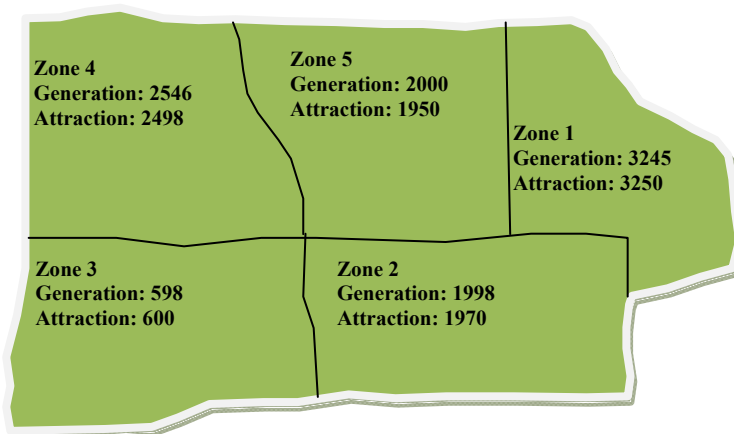 Zone 4
Generation: 2546
Attraction: 2498
Zone 5
Generation: 2000
Attraction: 1950
Zone 1
Generation: 3245
Attraction: 3250
Zone 3
Generation: 598
Attraction: 600
Zone 2
Generation: 1998
Attraction: 1970